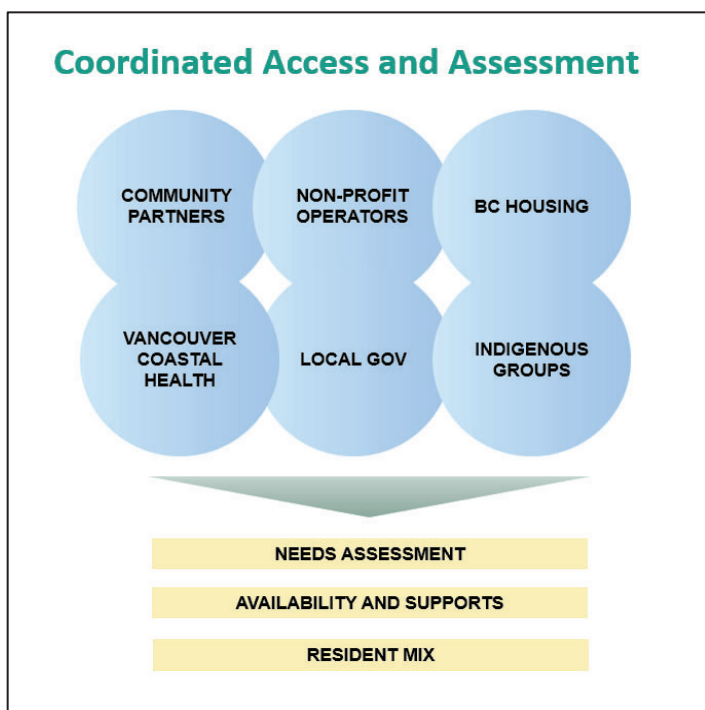 Coordinated Access and Assessment
COMMUNITY
PARTNERS
NON-PROFIT
OPERATORS
BC HOUSING
VANCOUVER
COASTAL
HEALTH
LOCAL GOV
INDIGENOUS
GROUPS
NEEDS ASSESSMENT
AVAILABILITY AND SUPPORTS
RESIDENT MIX